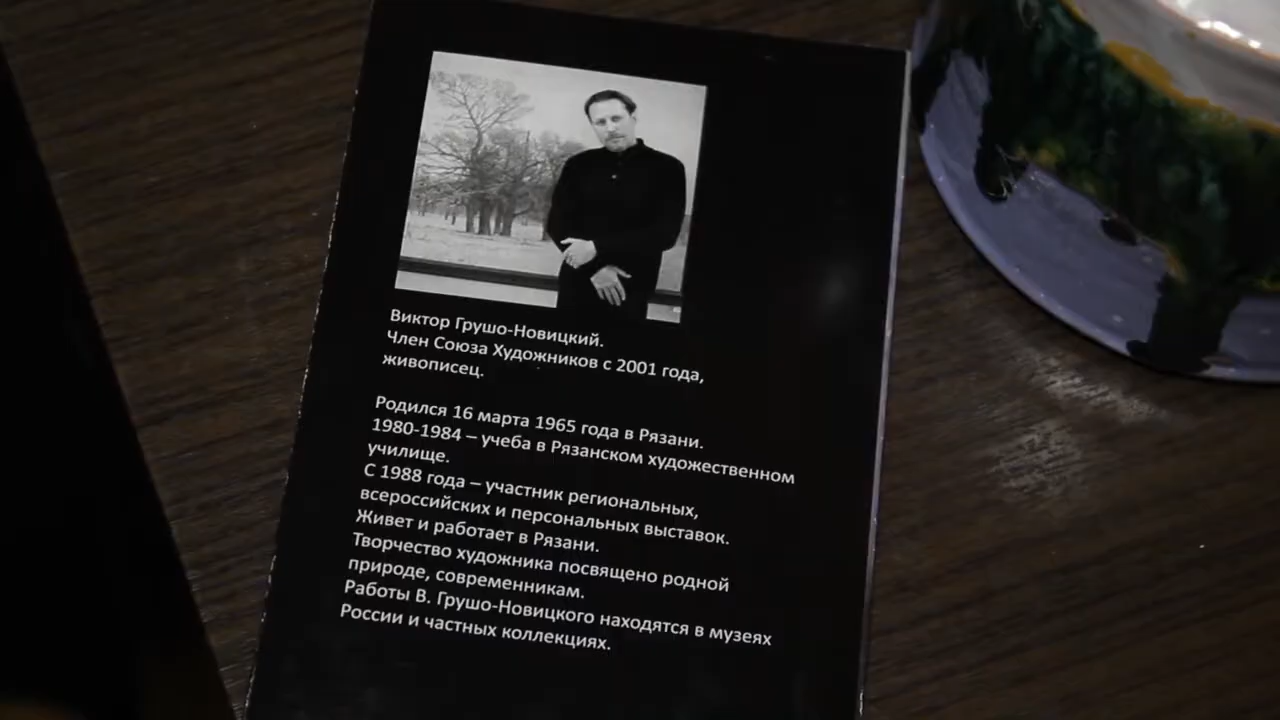 Виктор Грушо-Новицкий.
Член Союза Художников с 2001 года,
живописец.
Родился 16 марта 1965 года в Рязани.
1980-1984 – учеба в Рязанском художественном
училище.
С 1988 года – участник региональных,
всероссийских и персональных выставок.
Живет и работает в Рязани.
Творчество художника посвящено родной
природе, современникам.
Работы В. Грушо-Новицкого находятся в музеях
России и частных коллекциях.